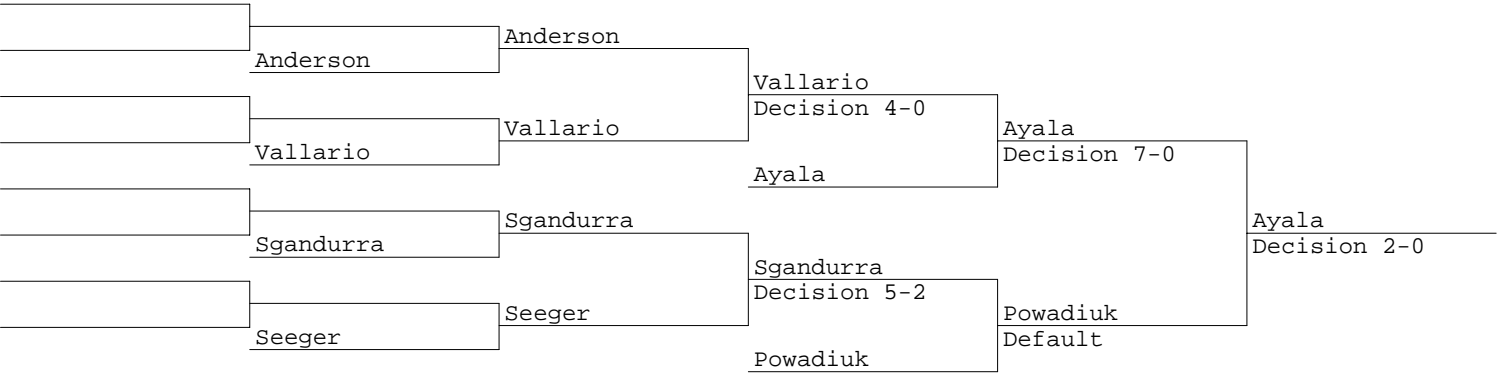 Anderson
Anderson
Vallario
Decision 4-0
Vallario
Vallario
Ayala
Decision 7-0
Ayala
Sgandurra
Sgandurra
Ayala
Decision 2-0
Sgandurra
Decision 5-2
Seeger
Seeger
Powadiuk
Default
Powadiuk